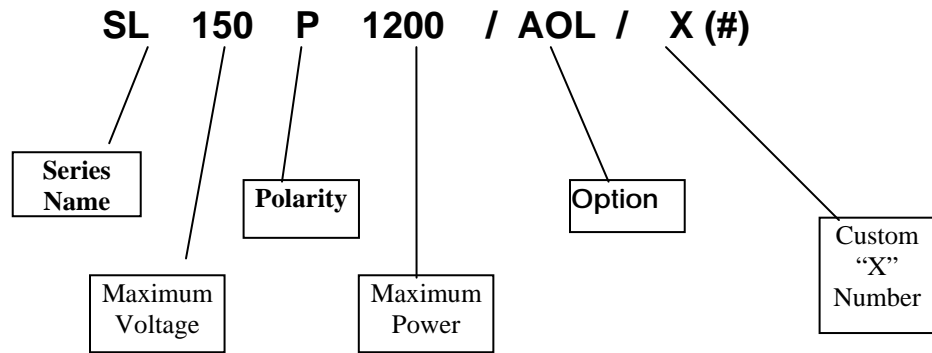 SL 150 P 1200 / AOL / X (#)
Series
Name
Polarity
Option
Maximum
Voltage
Maximum
Power
Custom
“X”
Number